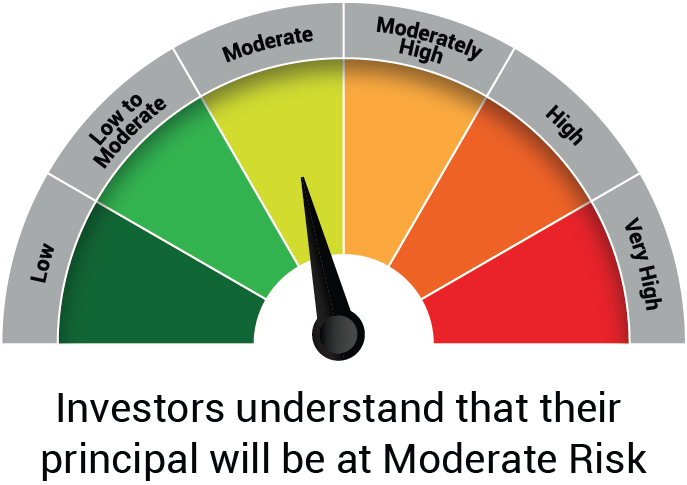 Low
Low to
Moderate
Moderate
Moderately
High
High
Very High
Investors understand that their
principal will be at Moderate Risk